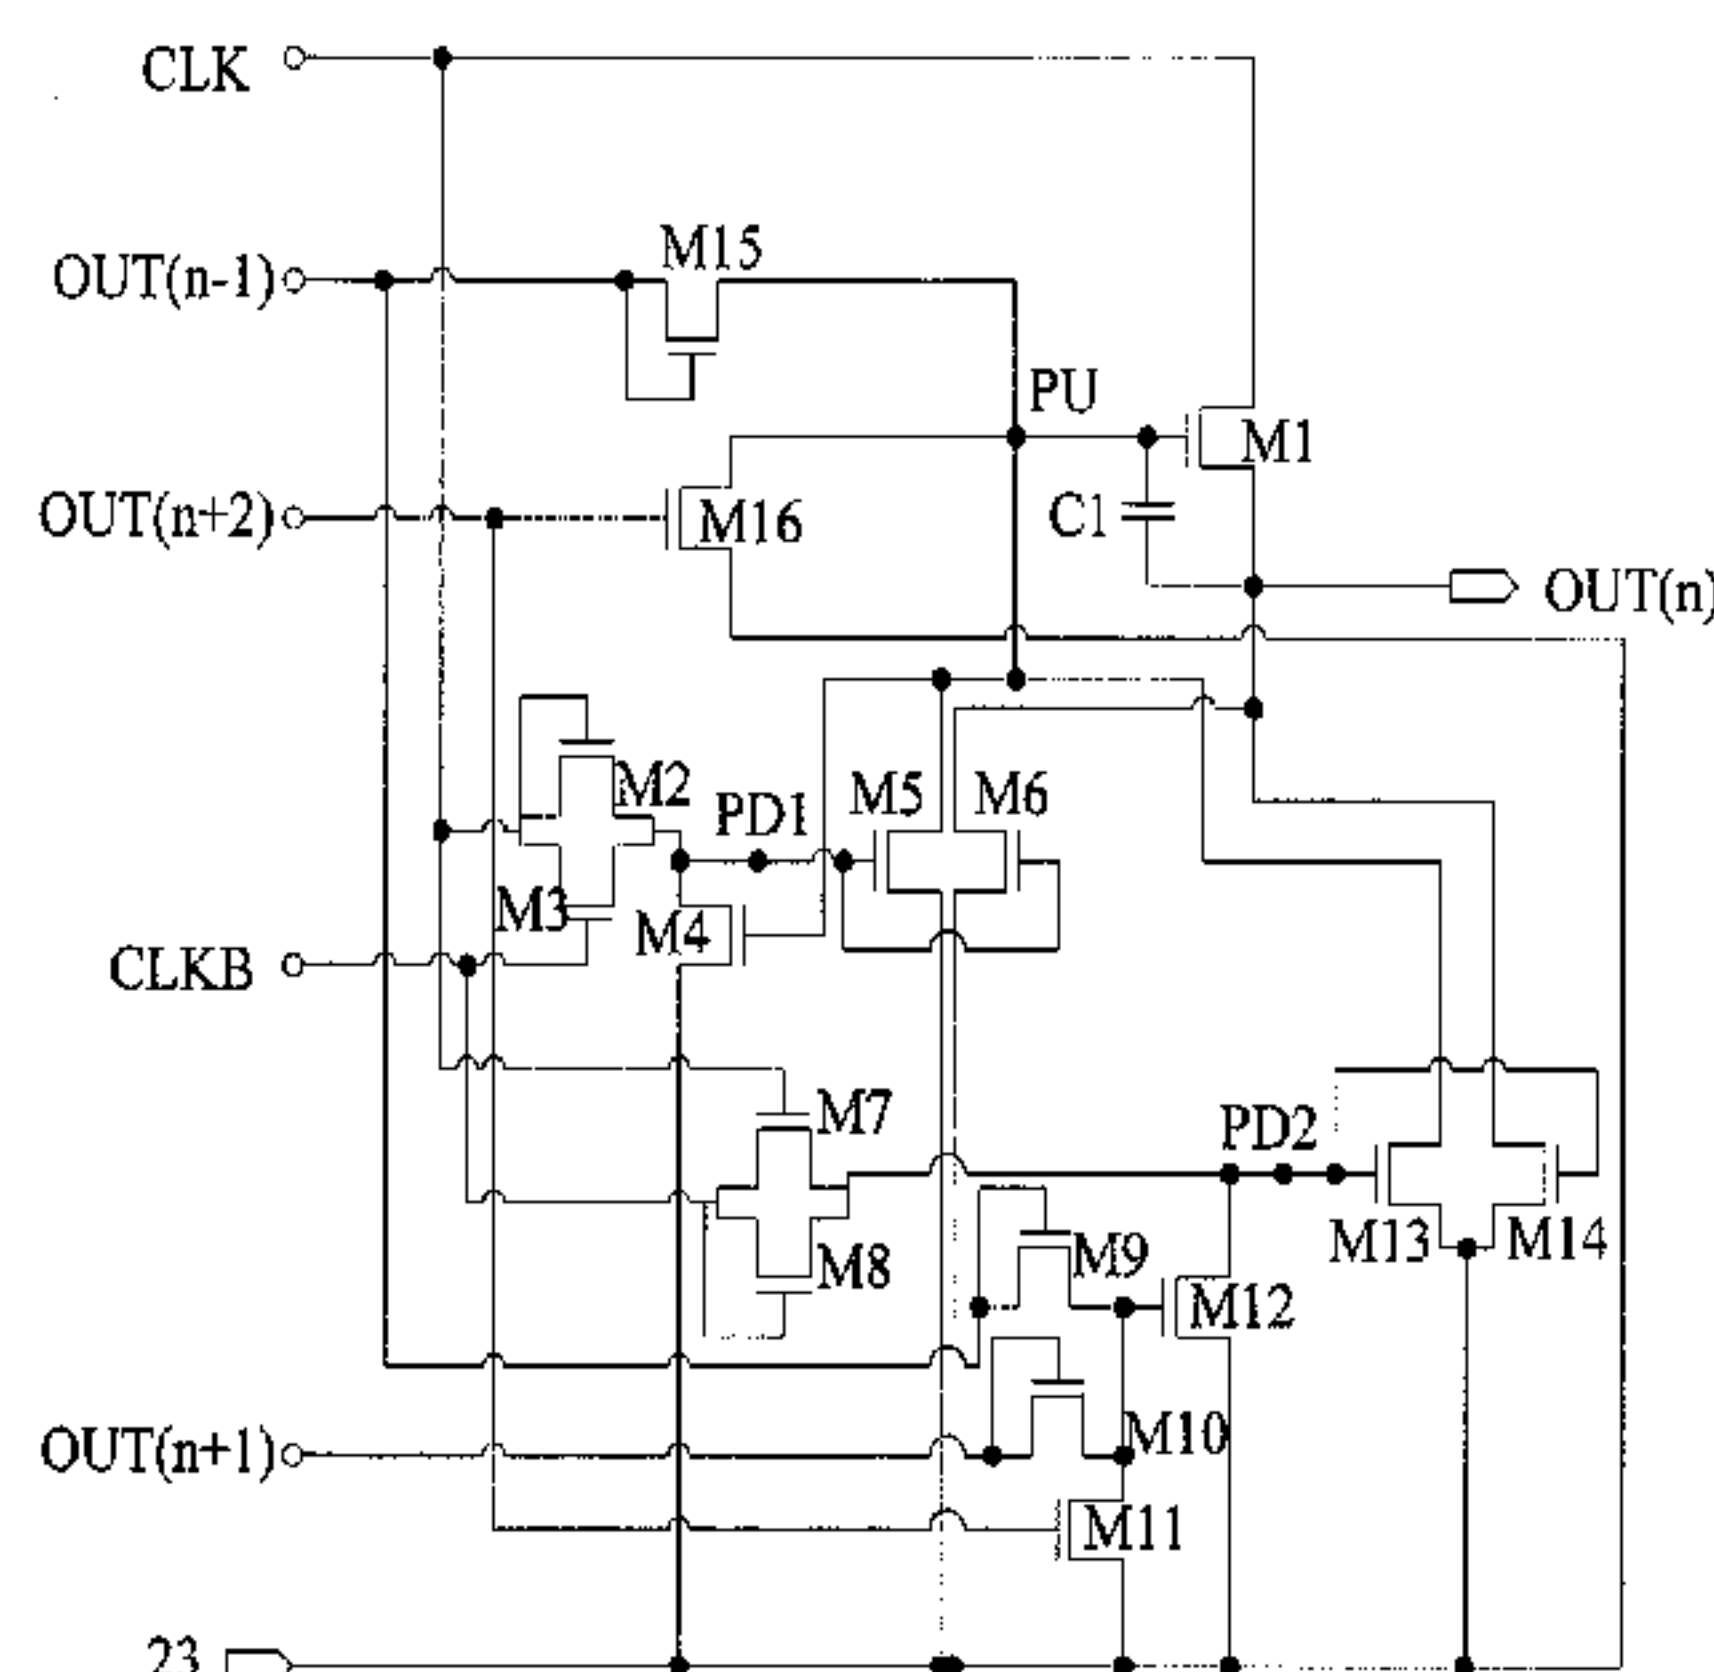 CLK
M15
OUT(n-1)
PU
M1
OUT(n+2)
M16
C1
OUT(n)
M2
PD1
M5
M6
M3
M4
CLKB
M7
PD2
M13
M14
M9
M8
M12
M10
OUT(n+1)
M11
23